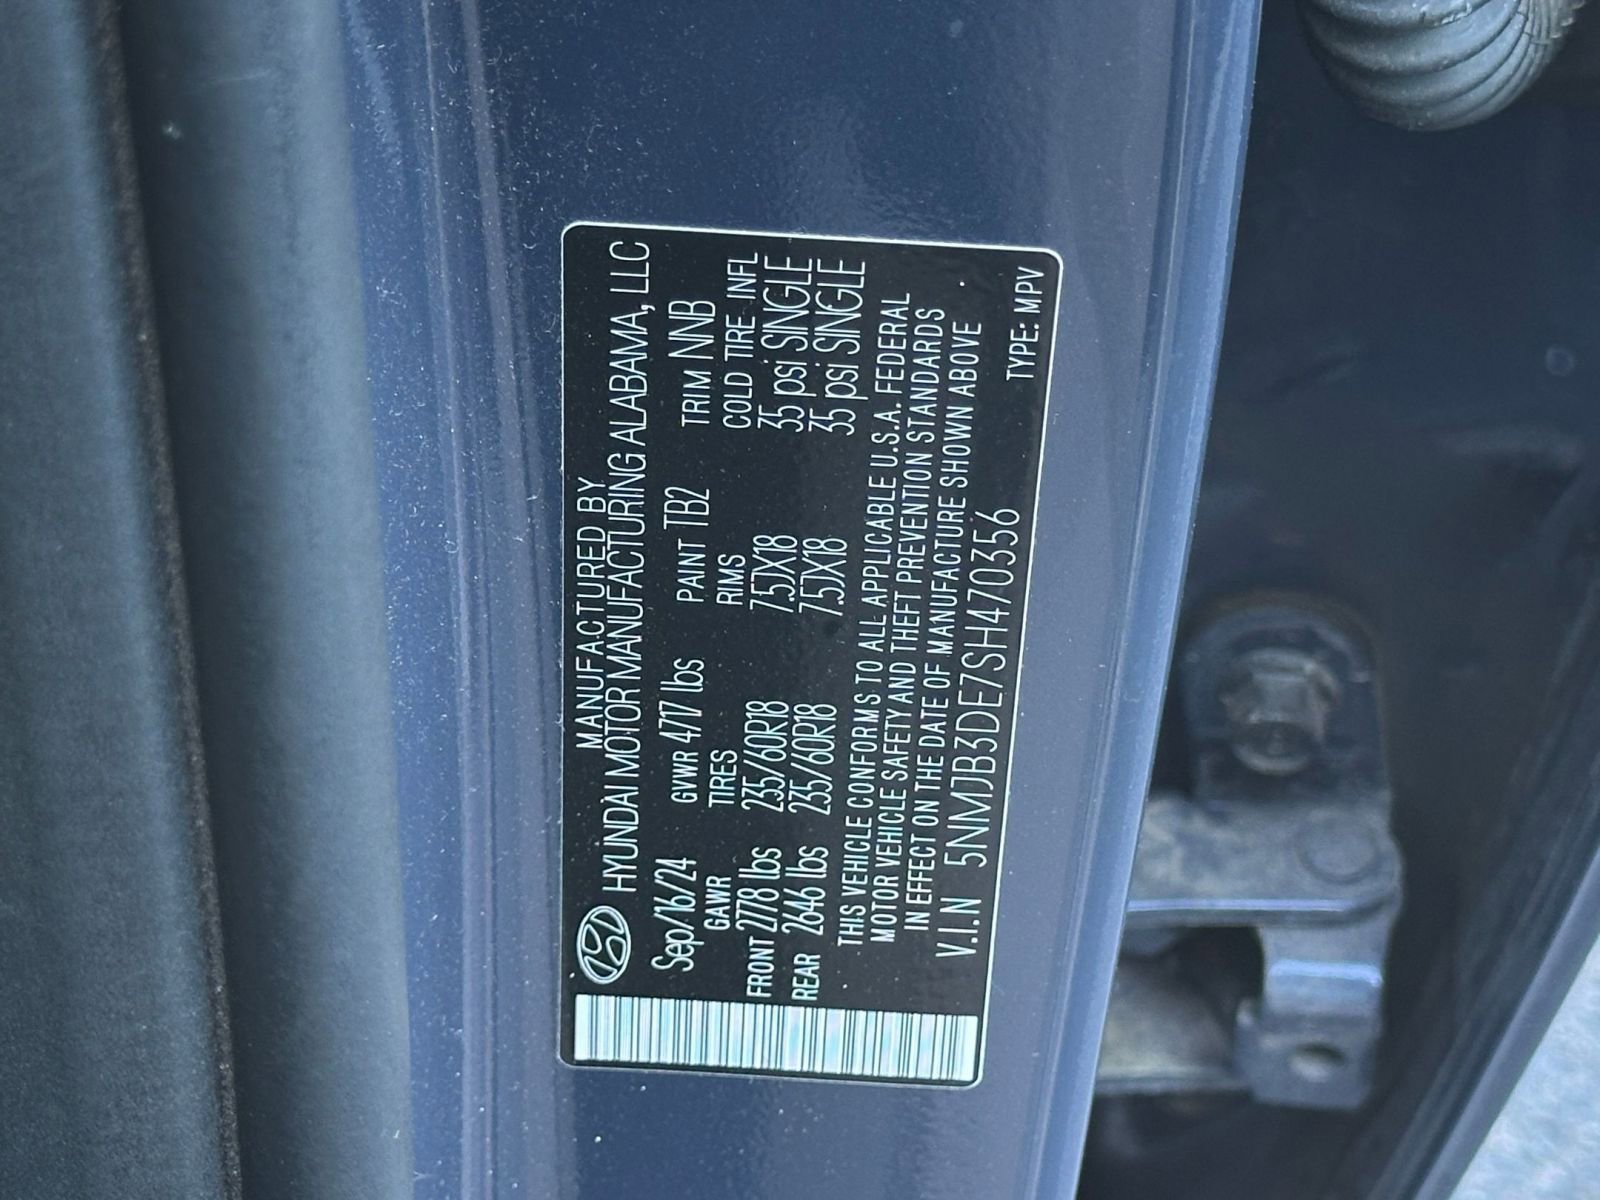 MANUFACTURED BY
HYUNDAI MOTOR MANUFACTURING ALABAMA, LLC
Sep/16/24 GVWR 4717 lbs PAINT TB2 TRIM NNB
GAWR TIRES RIMS COLD TIRE INFL
FRONT 2778 lbs 235/60R18 7.5JX18 35 psi SINGLE
REAR 2646 lbs 235/60R18 7.5JX18 35 psi SINGLE
THIS VEHICLE CONFORMS TO ALL APPLICABLE U.S.A. FEDERAL
MOTOR VEHICLE SAFETY AND THEFT PREVENTION STANDARDS
IN EFFECT ON THE DATE OF MANUFACTURE SHOWN ABOVE .
V.I.N 5NMJB3DE7SH470356 TYPE: MPV